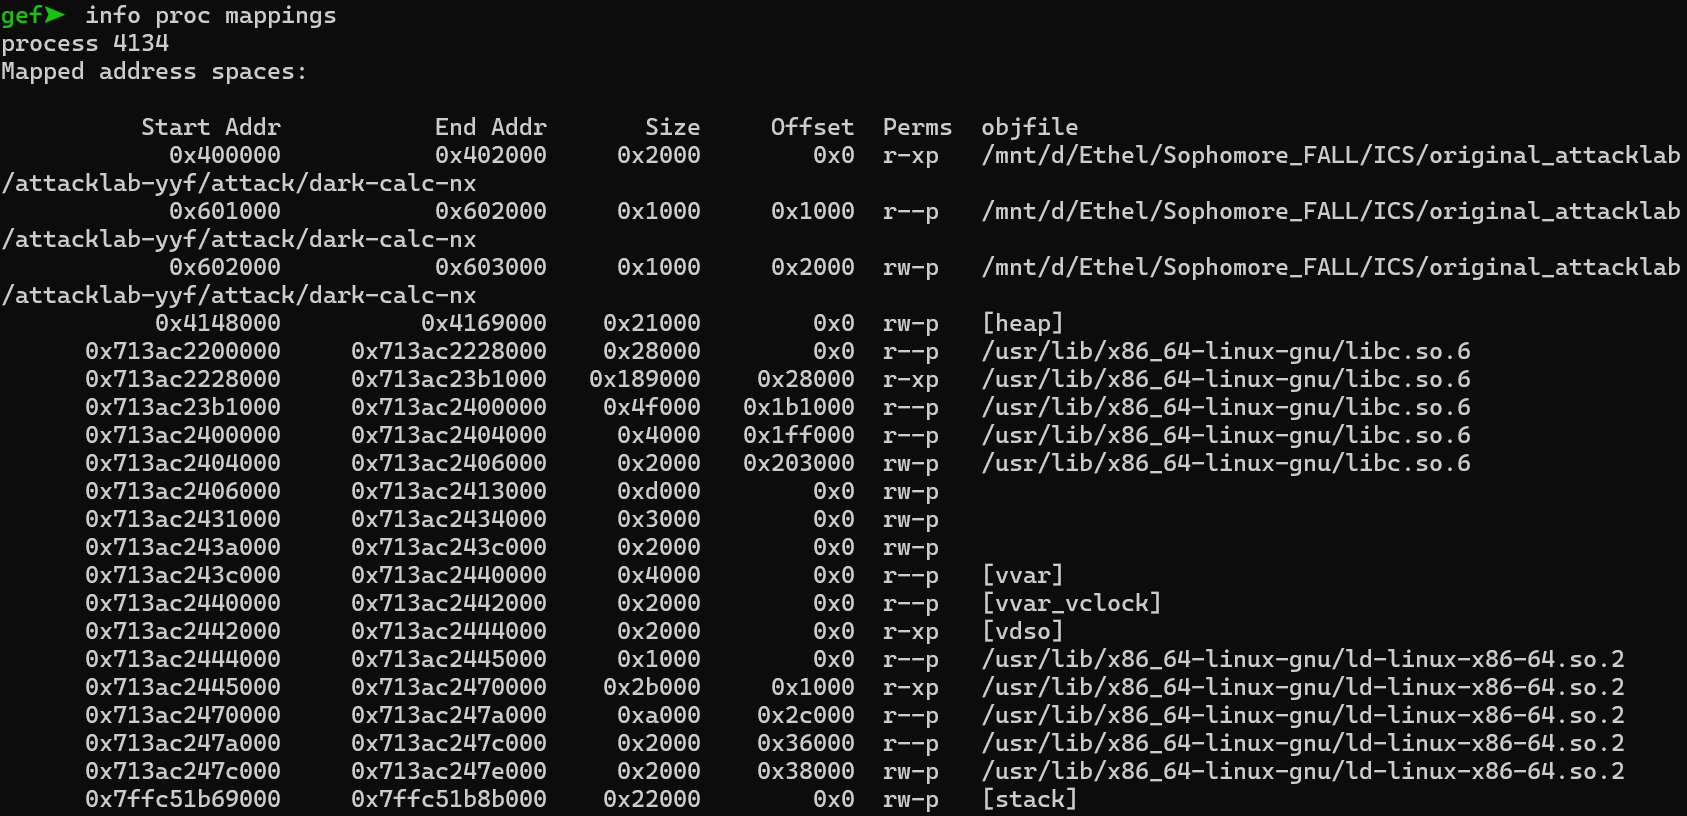 gef➤  info proc mappings
process 4134
Mapped address spaces:
Start Addr End Addr Size Offset Perms objfile
0x400000 0x402000 0x2000 0x0 r-xp /mnt/d/Ethel/Sophomore_FALL/ICS/original_attacklab
/attacklab-yyf/attack/dark-calc-nx
0x601000 0x602000 0x1000 0x1000 r--p /mnt/d/Ethel/Sophomore_FALL/ICS/original_attacklab
/attacklab-yyf/attack/dark-calc-nx
0x602000 0x603000 0x1000 0x2000 rw-p /mnt/d/Ethel/Sophomore_FALL/ICS/original_attacklab
/attacklab-yyf/attack/dark-calc-nx
0x4148000 0x4169000 0x21000 0x0 rw-p [heap]
0x713ac2200000 0x713ac2228000 0x28000 0x0 r--p /usr/lib/x86_64-linux-gnu/libc.so.6
0x713ac2228000 0x713ac23b1000 0x189000 0x28000 r-xp /usr/lib/x86_64-linux-gnu/libc.so.6
0x713ac23b1000 0x713ac2400000 0x4f000 0x1b1000 r--p /usr/lib/x86_64-linux-gnu/libc.so.6
0x713ac2400000 0x713ac2404000 0x4000 0x1ff000 r--p /usr/lib/x86_64-linux-gnu/libc.so.6
0x713ac2404000 0x713ac2406000 0x2000 0x203000 rw-p /usr/lib/x86_64-linux-gnu/libc.so.6
0x713ac2406000 0x713ac2413000 0xd000 0x0 rw-p
0x713ac2431000 0x713ac2434000 0x3000 0x0 rw-p
0x713ac243a000 0x713ac243c000 0x2000 0x0 rw-p
0x713ac243c000 0x713ac2440000 0x4000 0x0 r--p [vvar]
0x713ac2440000 0x713ac2442000 0x2000 0x0 r--p [vvar_vclock]
0x713ac2442000 0x713ac2444000 0x2000 0x0 r-xp [vdso]
0x713ac2444000 0x713ac2445000 0x1000 0x0 r--p /usr/lib/x86_64-linux-gnu/ld-linux-x86-64.so.2
0x713ac2445000 0x713ac2470000 0x2b000 0x1000 r-xp /usr/lib/x86_64-linux-gnu/ld-linux-x86-64.so.2
0x713ac2470000 0x713ac247a000 0xa000 0x2c000 r--p /usr/lib/x86_64-linux-gnu/ld-linux-x86-64.so.2
0x713ac247a000 0x713ac247c000 0x2000 0x36000 r--p /usr/lib/x86_64-linux-gnu/ld-linux-x86-64.so.2
0x713ac247c000 0x713ac247e000 0x2000 0x38000 rw-p /usr/lib/x86_64-linux-gnu/ld-linux-x86-64.so.2
0x7ffc51b69000 0x7ffc51b8b000 0x22000 0x0 rw-p [stack]